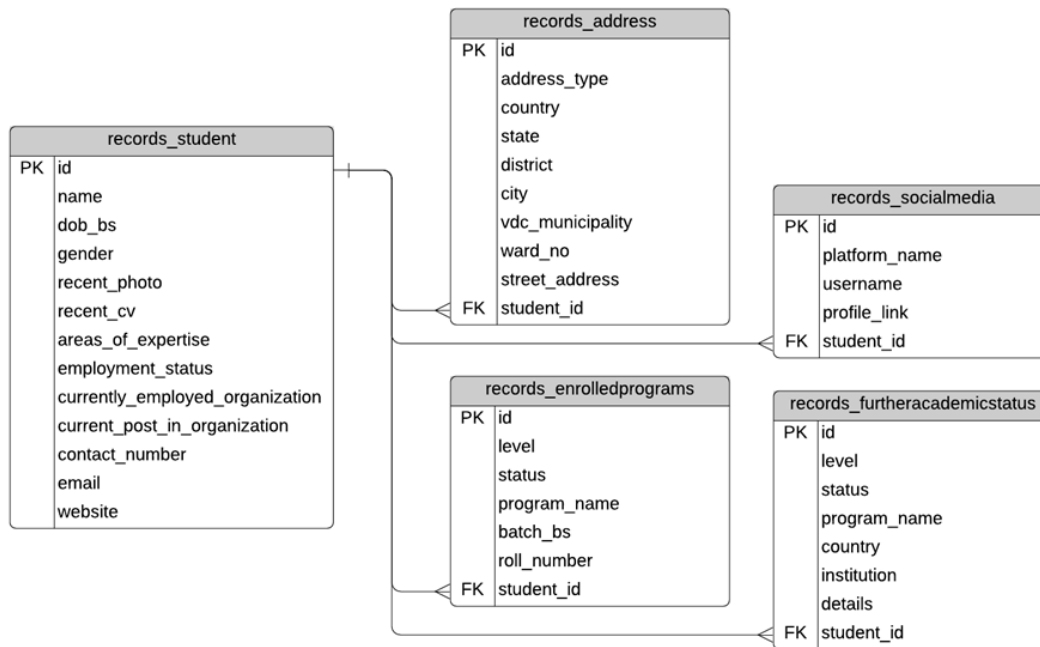 records_student
PK id
name
dob_bs
gender
recent_photo
recent_cv
areas_of_expertise
employment_status
currently_employed_organization
current_post_in_organization
contact_number
email
website
records_address
PK id
address_type
country
state
district
city
vdc_municipality
ward_no
street_address
FK student_id
records_socialmedia
PK id
platform_name
username
profile_link
FK student_id
records_enrolledprograms
PK id
level
status
program_name
batch_bs
roll_number
FK student_id
records_furtheracademicstatus
PK id
level
status
program_name
country
institution
details
FK student_id